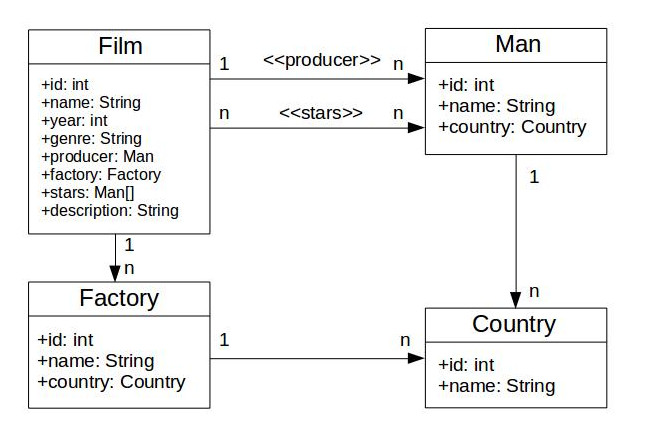 Film
+id: int
+name: String
+year: int
+genre: String
+producer: Man
+factory: Factory
+stars: Man[]
+description: String
1 <<producer>> n
n <<stars>> n
Man
+id: int
+name: String
+country: Country
1
n
1
n
Factory
+id: int
+name: String
+country: Country
1 n
Country
+id: int
+name: String